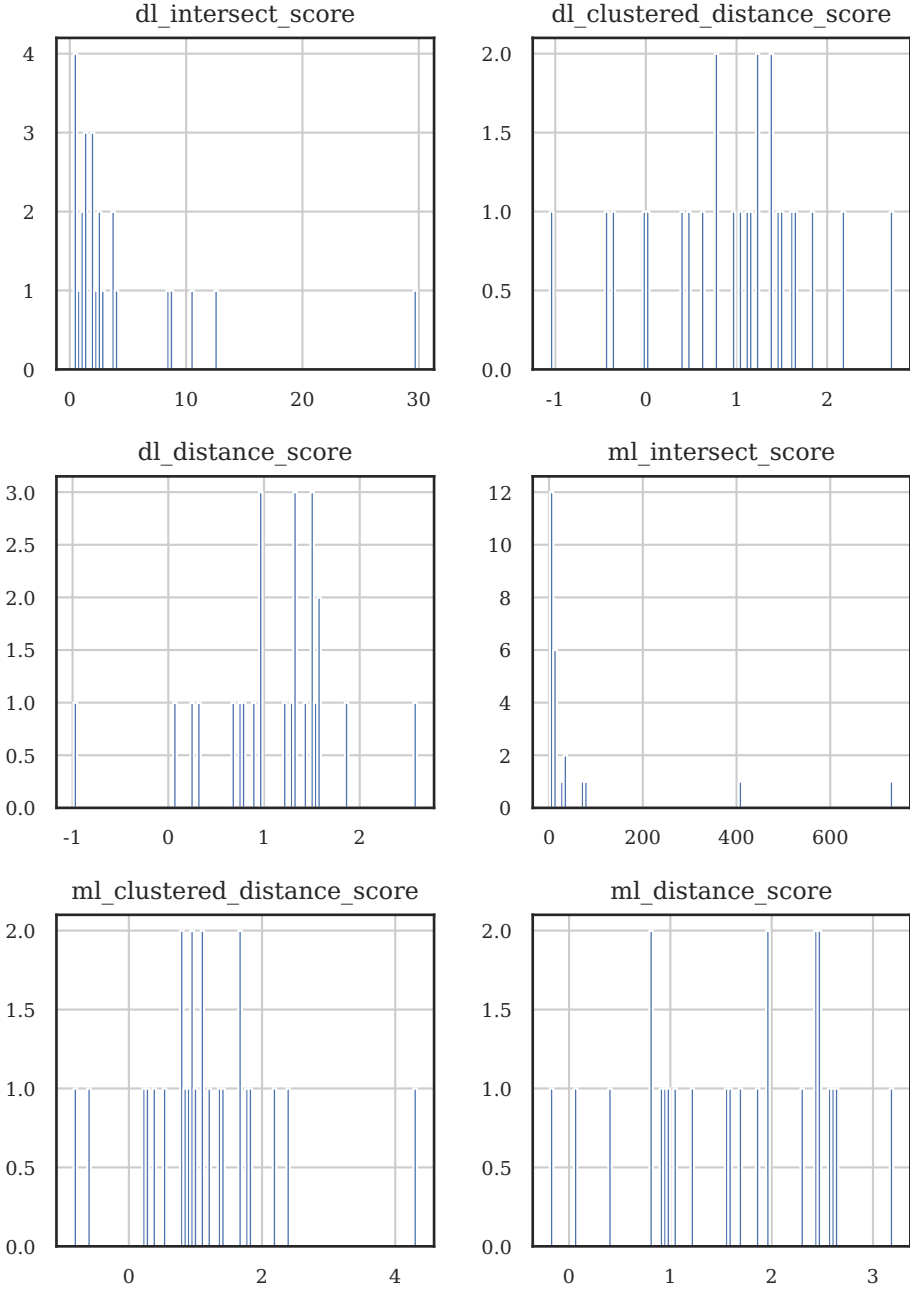 dl_intersect_score
4
3
2
1
0
0 10 20 30
dl_clustered_distance_score
2.0
1.5
1.0
0.5
0.0
-1 0 1 2
dl_distance_score
3.0
2.5
2.0
1.5
1.0
0.5
0.0
-1 0 1 2
ml_intersect_score
12
10
8
6
4
2
0
0 200 400 600
ml_clustered_distance_score
2.0
1.5
1.0
0.5
0.0
0 2 4
ml_distance_score
2.0
1.5
1.0
0.5
0.0
0 1 2 3